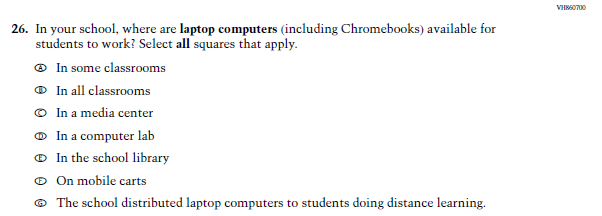 VH860700
26. In your school, where are laptop computers (including Chromebooks) available for
students to work? Select all squares that apply.
Ⓐ In some classrooms
Ⓑ In all classrooms
Ⓒ In a media center
Ⓓ In a computer lab
Ⓔ In the school library
Ⓕ On mobile carts
Ⓖ The school distributed laptop computers to students doing distance learning.